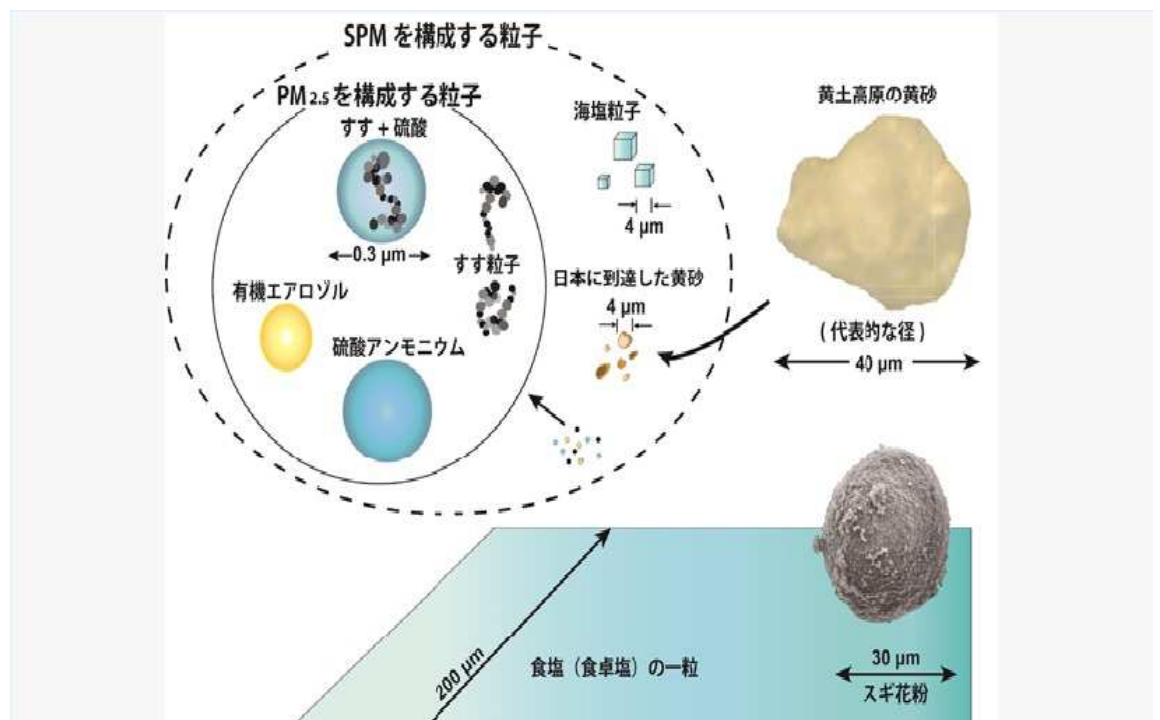 SPMを構成する粒子
PM2.5を構成する粒子
すす + 硫酸
0.3 μm
すす粒子
有機エアロゾル
硫酸アンモニウム
海塩粒子
4 μm
日本に到達した黄砂
4 μm
黄土高原の黄砂
(代表的な径)
40 μm
200 μm
食塩（食卓塩）の一粒
30 μm
スギ花粉